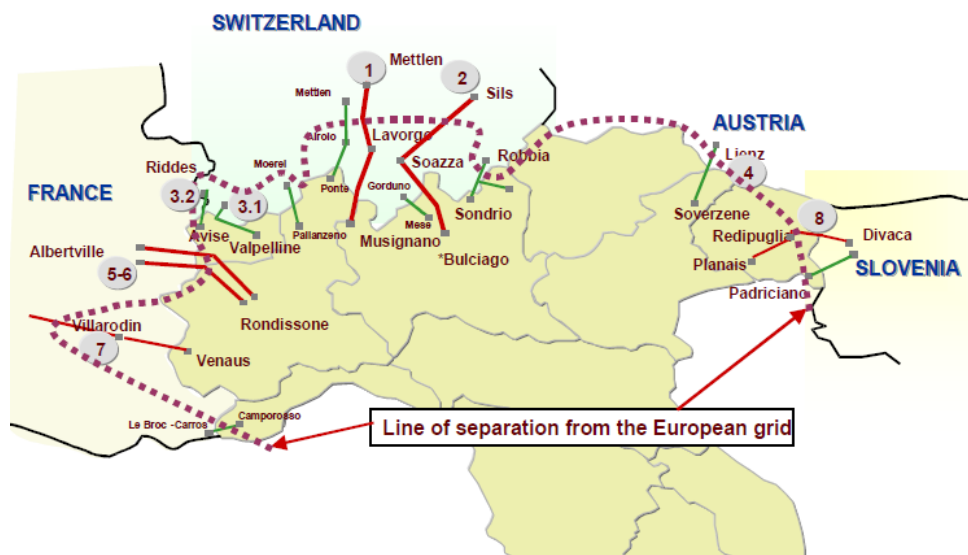 SWITZERLAND
1
Mettlen
2
Sils
Mettlen
Airolo
Lavorgo
AUSTRIA
Robbia
Lienz
Riddes
Moerel
Soazza
4
FRANCE
3.2
3.1
Ponte
Gorduno
Sondrio
Soverzene
8
Avise
Valpelline
Pallanzeno
Musignano
Mese
Redipuglia
Divaca
Albertville
*Bulciago
Planais
SLOVENIA
5-6
Padriciano
Rondissone
Villarodin
7
Venaus
Camporosso
Le Broc -Carros
Line of separation from the European grid